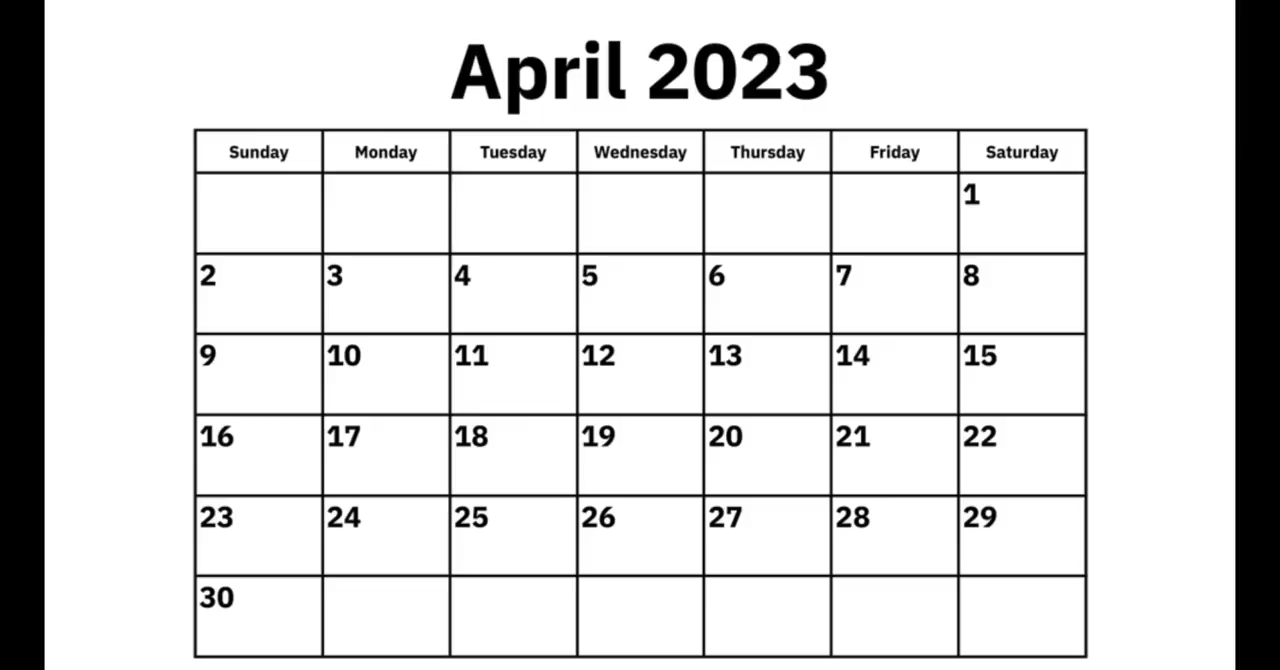 April 2023
Sunday Monday Tuesday Wednesday Thursday Friday Saturday
1
2 3 4 5 6 7 8
9 10 11 12 13 14 15
16 17 18 19 20 21 22
23 24 25 26 27 28 29
30